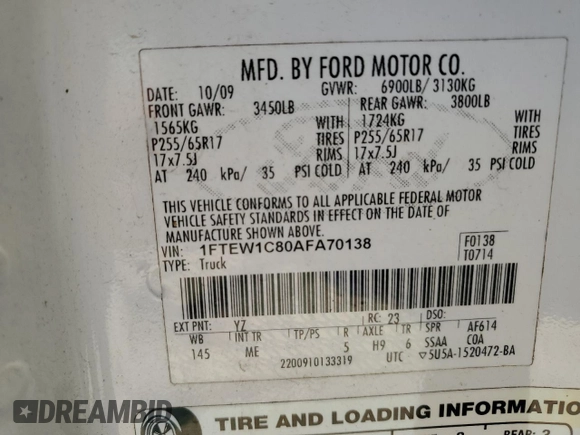 MFD. BY FORD MOTOR CO.
DATE: 10/09 GVWR: 6900LB/ 3130KG
FRONT GAWR: 3450LB REAR GAWR: 3800LB
1565KG WITH 1724KG WITH
P255/65R17 TIRES P255/65R17 TIRES
17x7.5J RIMS 17x7.5J RIMS
AT 240 kPa/ 35 PSI COLD AT 240 kPa/ 35 PSI COLD
THIS VEHICLE CONFORMS TO ALL APPLICABLE FEDERAL MOTOR
VEHICLE SAFETY STANDARDS IN EFFECT ON THE DATE OF
MANUFACTURE SHOWN ABOVE.
VIN: 1FTEW1C80AFA70138 F0138
TYPE: Truck T0714
EXT PNT: YZ RC: 23 DSO:
WB INT TR TP/PS R AXLE TR SPR AF614
145 ME 5 H9 6 SSAA COA
2200910133319 UTC ▽5U5A-1520472-BA
TIRE AND LOADING INFORMATION
DREAMBID